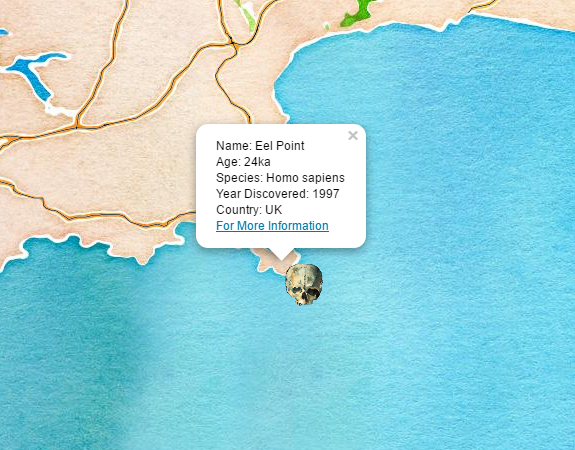 Name: Eel Point
Age: 24ka
Species: Homo sapiens
Year Discovered: 1997
Country: UK
For More Information